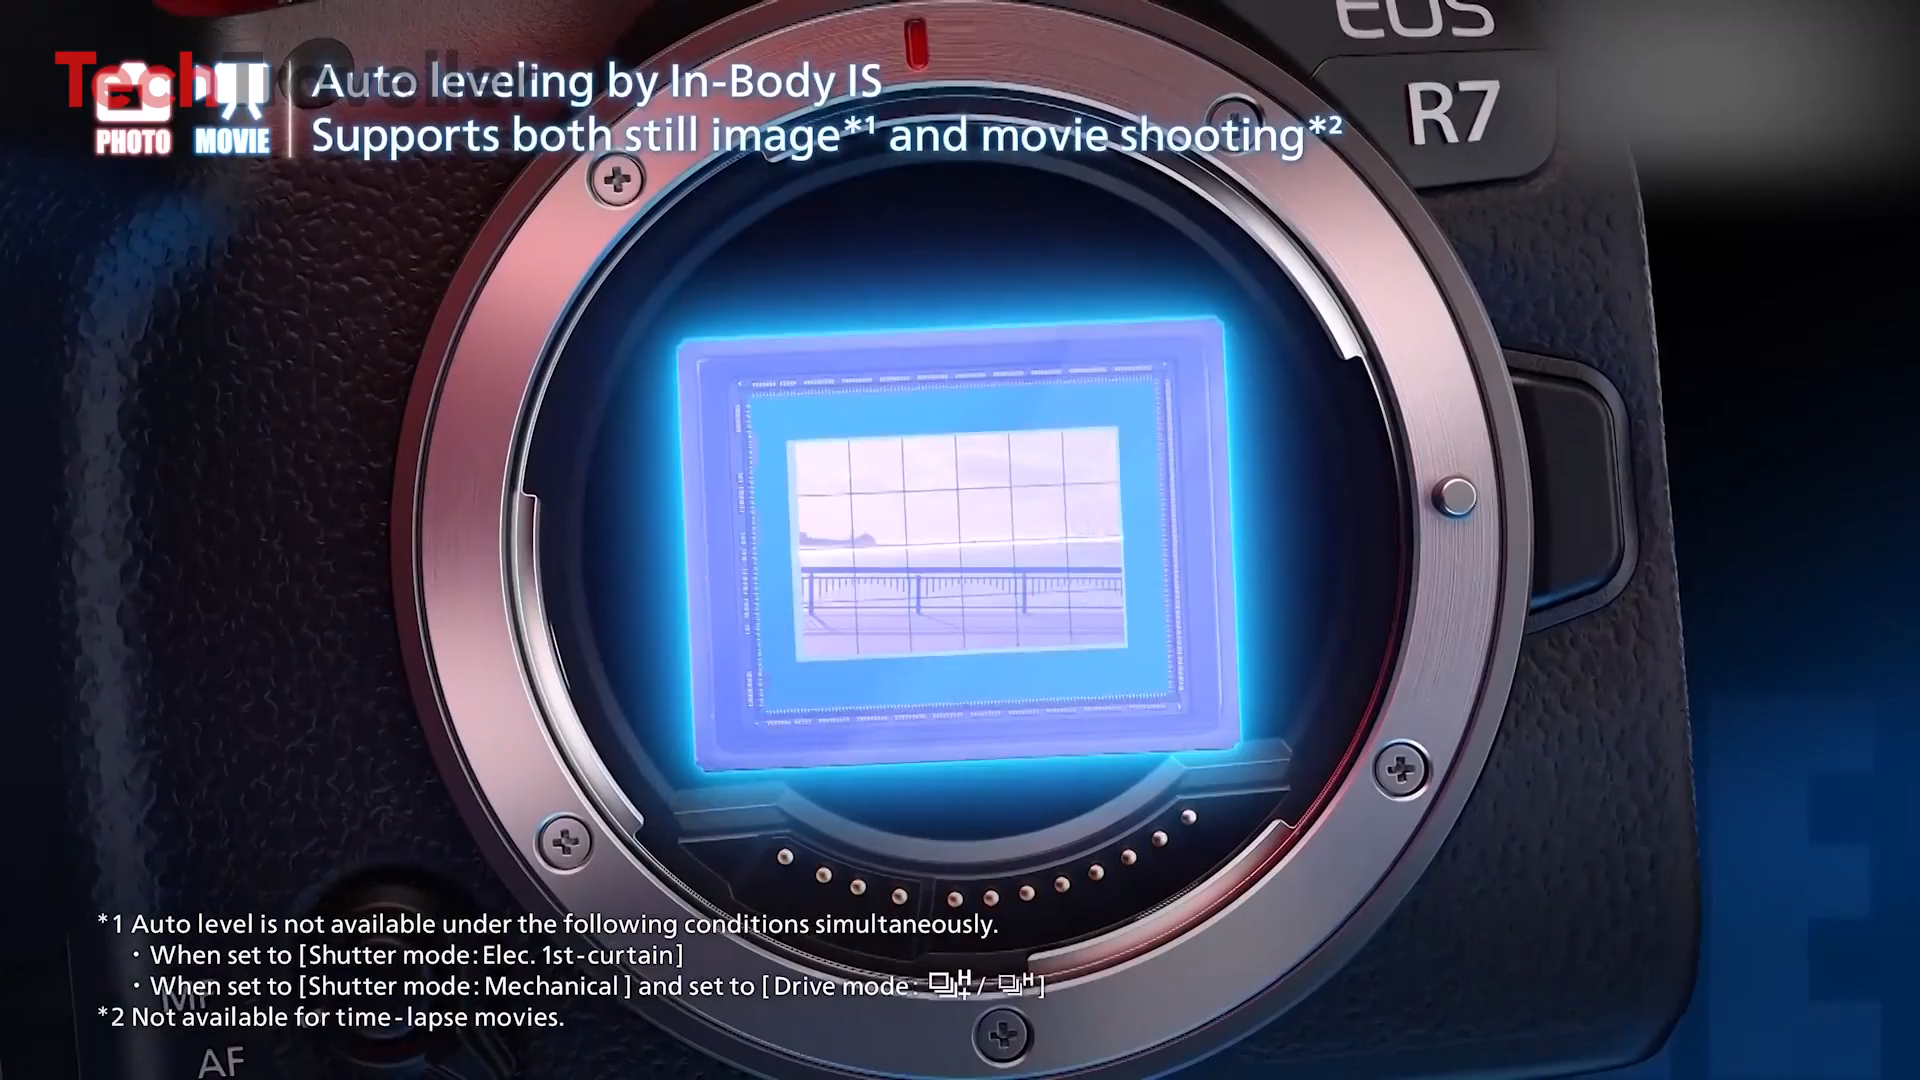 EOS
R7
Tech Traveller
PHOTO
MOVIE
Auto leveling by In-Body IS
Supports both still image*1 and movie shooting*2
*1 Auto level is not available under the following conditions simultaneously.
・When set to [Shutter mode: Elec. 1st-curtain]
・When set to [Shutter mode: Mechanical] and set to [Drive mode: H+ / H]
*2 Not available for time-lapse movies.
MF
AF